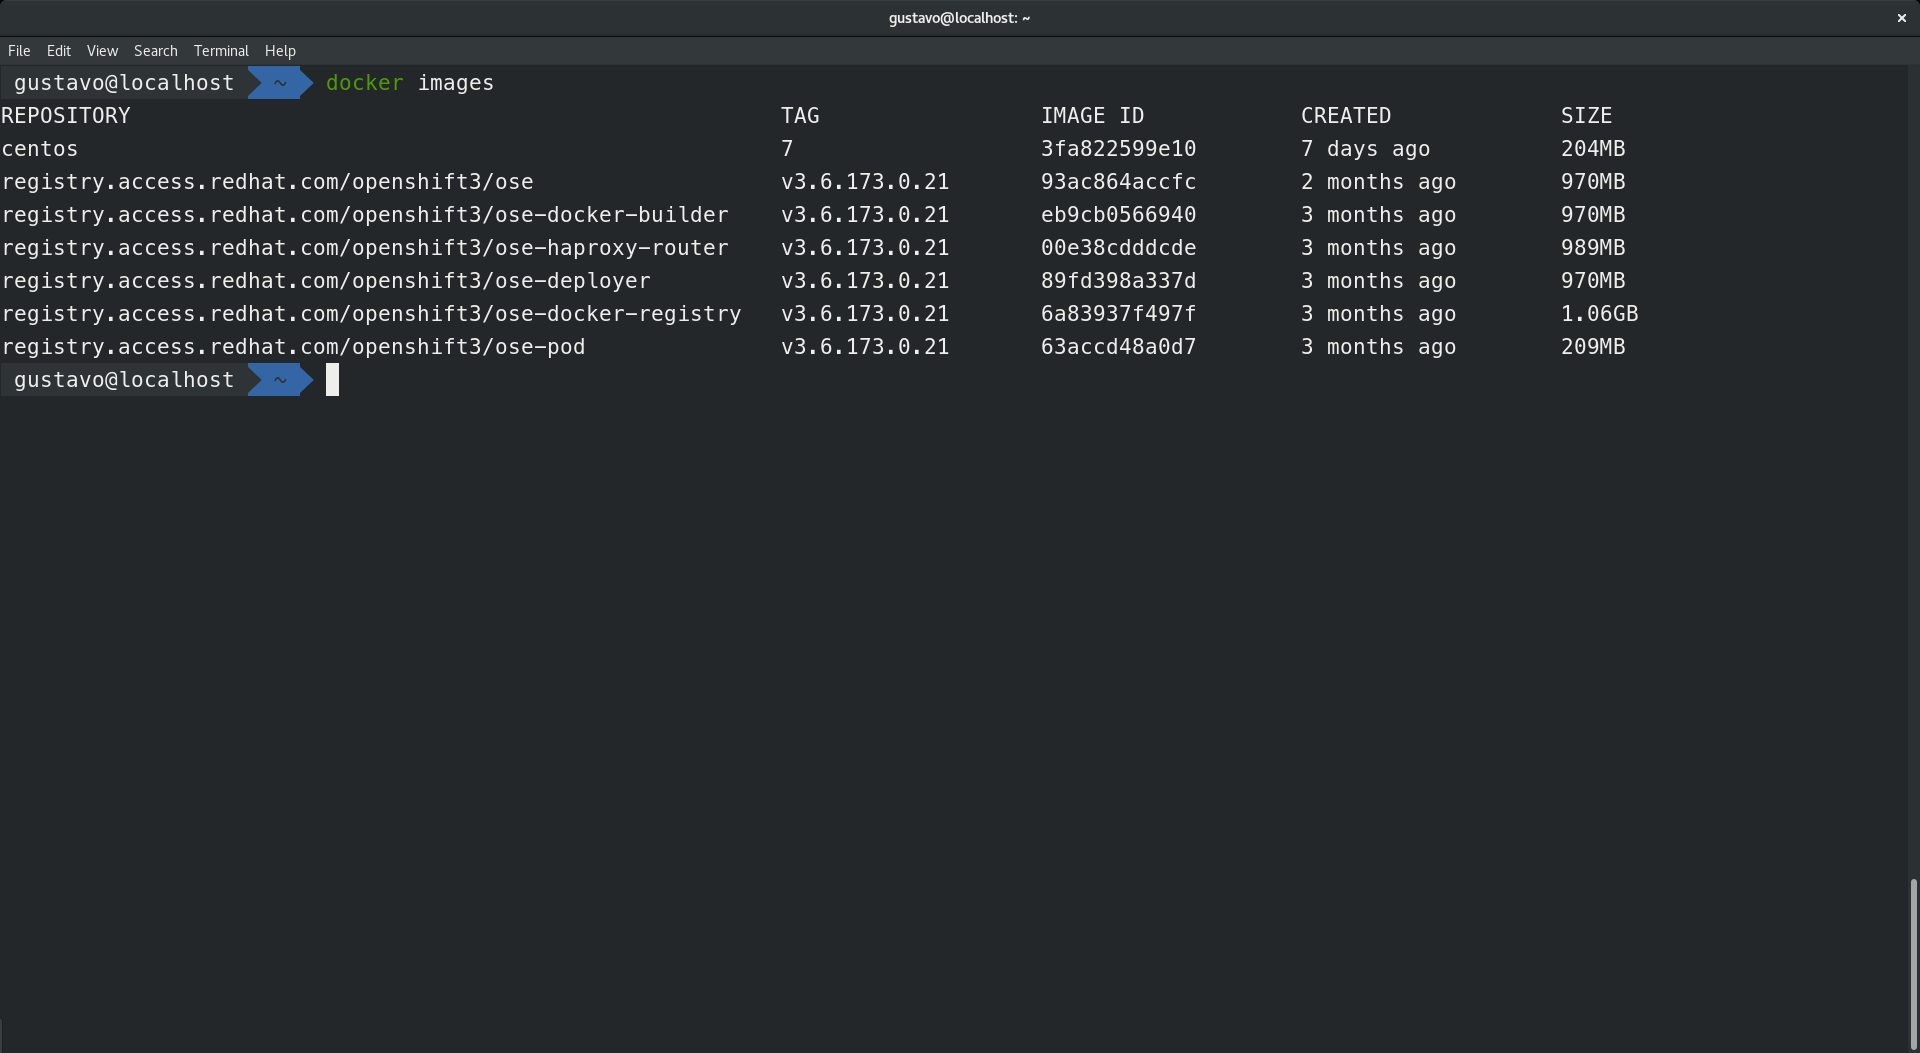 gustavo@localhost: ~
File Edit View Search Terminal Help
gustavo@localhost ~ docker images
REPOSITORY TAG IMAGE ID CREATED SIZE
centos 7 3fa822599e10 7 days ago 204MB
registry.access.redhat.com/openshift3/ose v3.6.173.0.21 93ac864accfc 2 months ago 970MB
registry.access.redhat.com/openshift3/ose-docker-builder v3.6.173.0.21 eb9cb0566940 3 months ago 970MB
registry.access.redhat.com/openshift3/ose-haproxy-router v3.6.173.0.21 00e38cdddcde 3 months ago 989MB
registry.access.redhat.com/openshift3/ose-deployer v3.6.173.0.21 89fd398a337d 3 months ago 970MB
registry.access.redhat.com/openshift3/ose-docker-registry v3.6.173.0.21 6a83937f497f 3 months ago 1.06GB
registry.access.redhat.com/openshift3/ose-pod v3.6.173.0.21 63accd48a0d7 3 months ago 209MB
gustavo@localhost ~